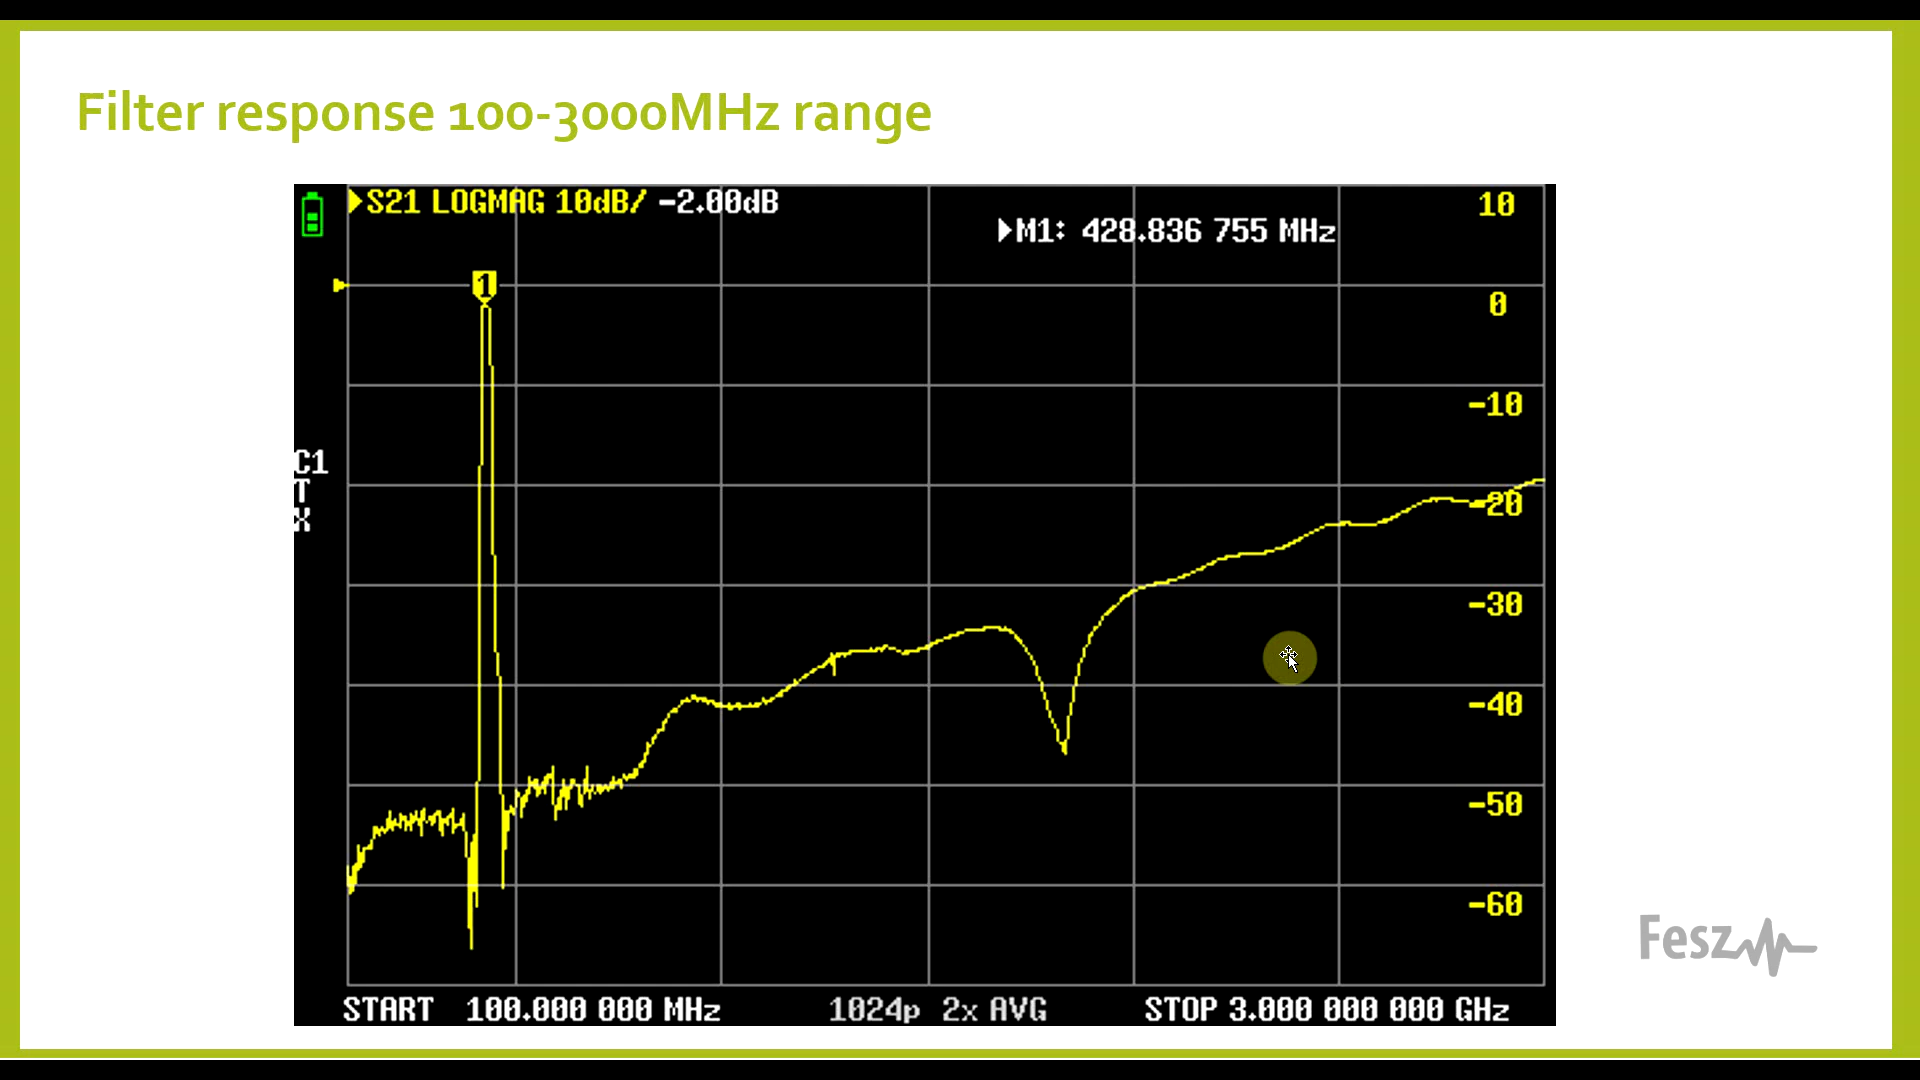 Filter response 100-3000MHz range
S21 LOGMAG 10dB/ -2.00dB
10
M1: 428.836 755 MHz
1
0
-10
C1
T
X
-20
-30
-40
-50
-60
Fesz
START 100.000 000 MHz 1024p 2x AVG STOP 3.000 000 000 GHz